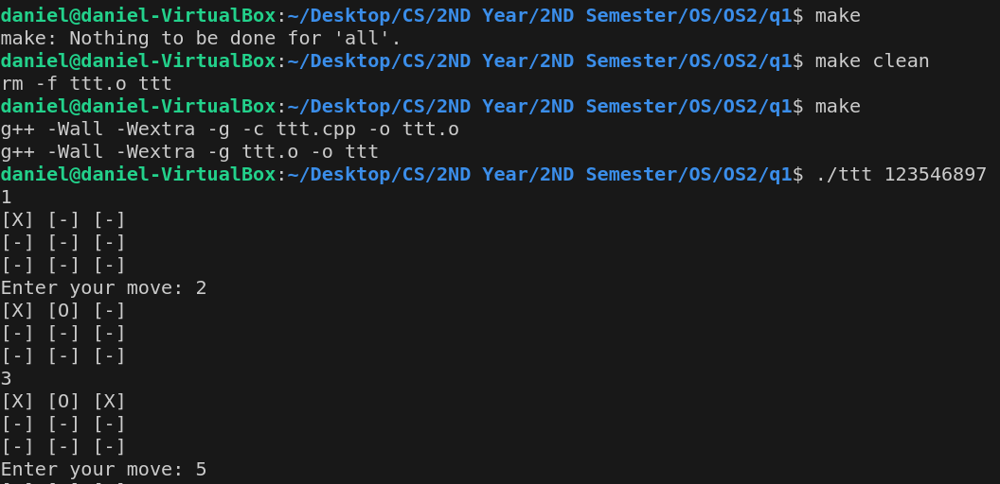 daniel@daniel-VirtualBox:~/Desktop/CS/2ND Year/2ND Semester/OS/OS2/q1$ make
make: Nothing to be done for 'all'.
daniel@daniel-VirtualBox:~/Desktop/CS/2ND Year/2ND Semester/OS/OS2/q1$ make clean
rm -f ttt.o ttt
daniel@daniel-VirtualBox:~/Desktop/CS/2ND Year/2ND Semester/OS/OS2/q1$ make
g++ -Wall -Wextra -g -c ttt.cpp -o ttt.o
g++ -Wall -Wextra -g ttt.o -o ttt
daniel@daniel-VirtualBox:~/Desktop/CS/2ND Year/2ND Semester/OS/OS2/q1$ ./ttt 123546897
1
[X] [-] [-]
[-] [-] [-]
[-] [-] [-]
Enter your move: 2
[X] [O] [-]
[-] [-] [-]
[-] [-] [-]
3
[X] [O] [X]
[-] [-] [-]
[-] [-] [-]
Enter your move: 5